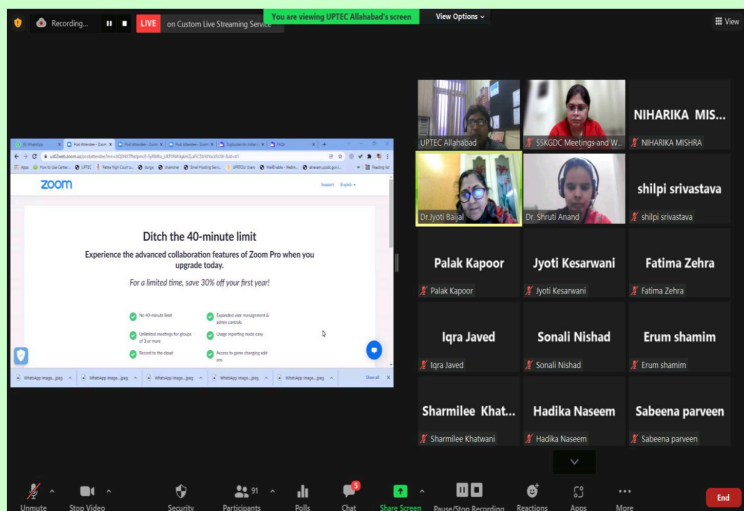 Recording...
LIVE
on Custom Live Streaming Service
You are viewing UPTEC Allahabad's screen
View Options
View
zoom
Support English
Ditch the 40-minute limit
Experience the advanced collaboration features of Zoom Pro when you
upgrade today.
For a limited time, save 30% off your first year!
No 40-minute limit
Expanded user management &
admin controls
Unlimited meetings for groups
of 3 or more
Usage reporting made easy
Record to the cloud
Access to game-changing add-
ons
Show all
UPTEC Allahabad
SSKGDC Meetings-and W...
NIHARIKA MIS...
NIHARIKA MISHRA
Dr.Jyoti Baijal
Dr. Shruti Anand
shilpi srivastava
shilpi srivastava
Palak Kapoor
Palak Kapoor
Jyoti Kesarwani
Jyoti Kesarwani
Fatima Zehra
Fatima Zehra
Iqra Javed
Iqra Javed
Sonali Nishad
Sonali Nishad
Erum shamim
Erum shamim
Sharmilee Khat...
Sharmilee Khatwani
Hadika Naseem
Hadika Naseem
Sabeena parveen
Sabeena parveen
Unmute
Stop Video
Security
91
Participants
Polls
5
Chat
Share Screen
Pause/Stop Recording
Reactions
Apps
More
End